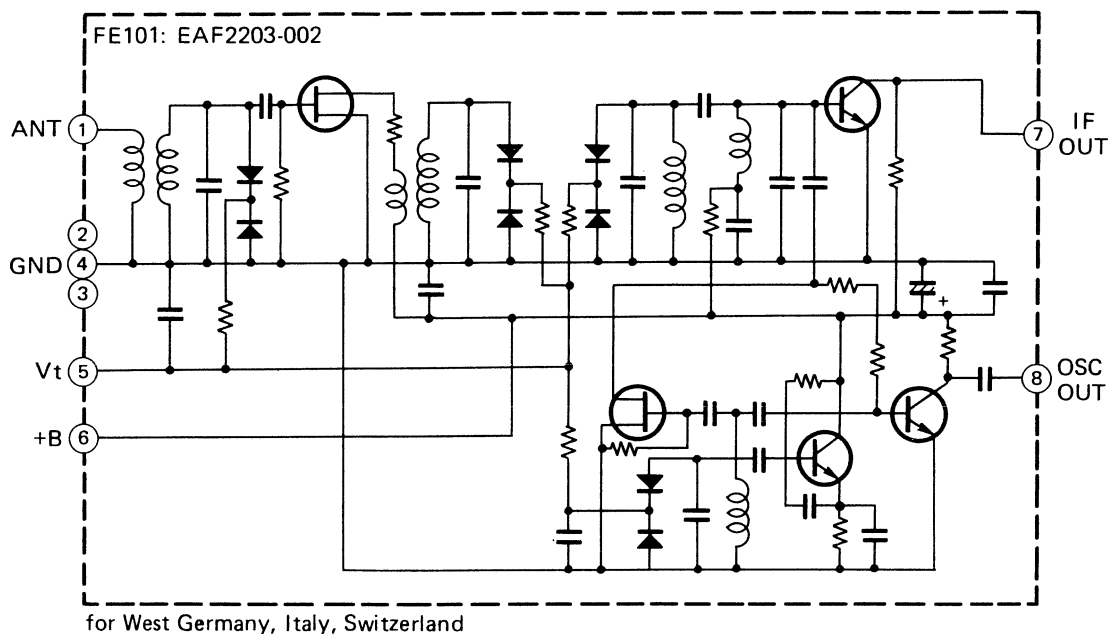 FE101: EAF2203-002
ANT 1
2
GND 4
3
Vt 5
+B 6
7 IF
OUT
+
8 OSC
OUT
for West Germany, Italy, Switzerland